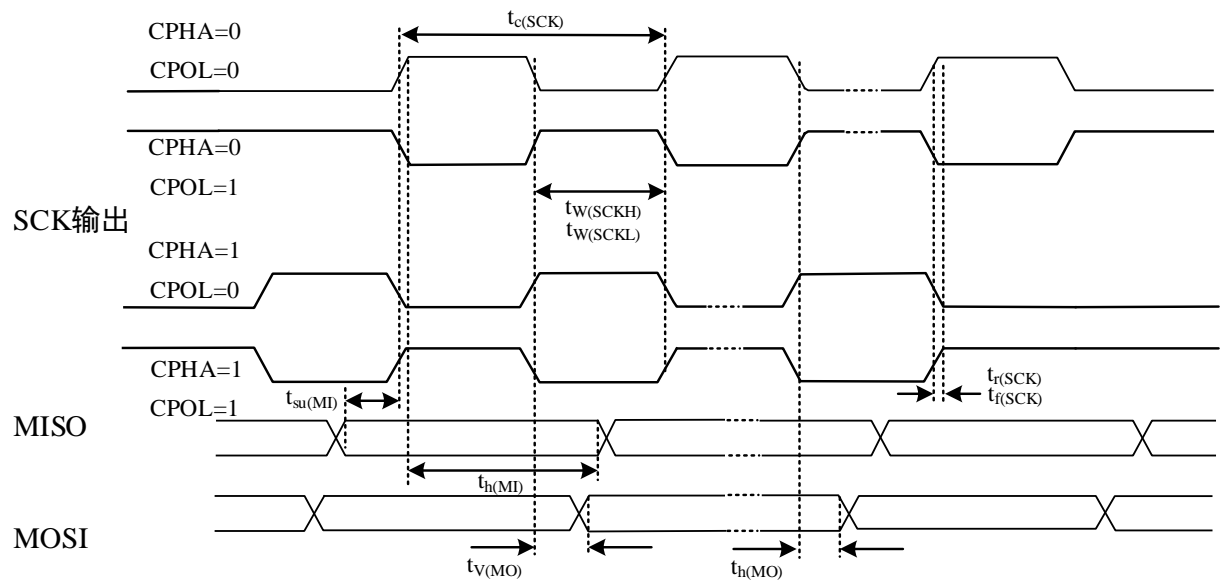 CPHA=0
t_c(SCK)
CPOL=0
CPHA=0
CPOL=1
t_W(SCKH)
t_W(SCKL)
SCK输出
CPHA=1
CPOL=0
CPHA=1
CPOL=1
t_su(MI)
t_r(SCK)
t_f(SCK)
MISO
t_h(MI)
MOSI
t_V(MO)
t_h(MO)